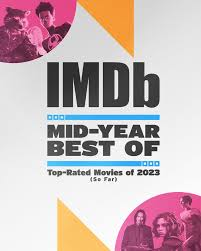 IMDb
MID-YEAR
BEST OF
Top-Rated Movies of 2023
(So Far)